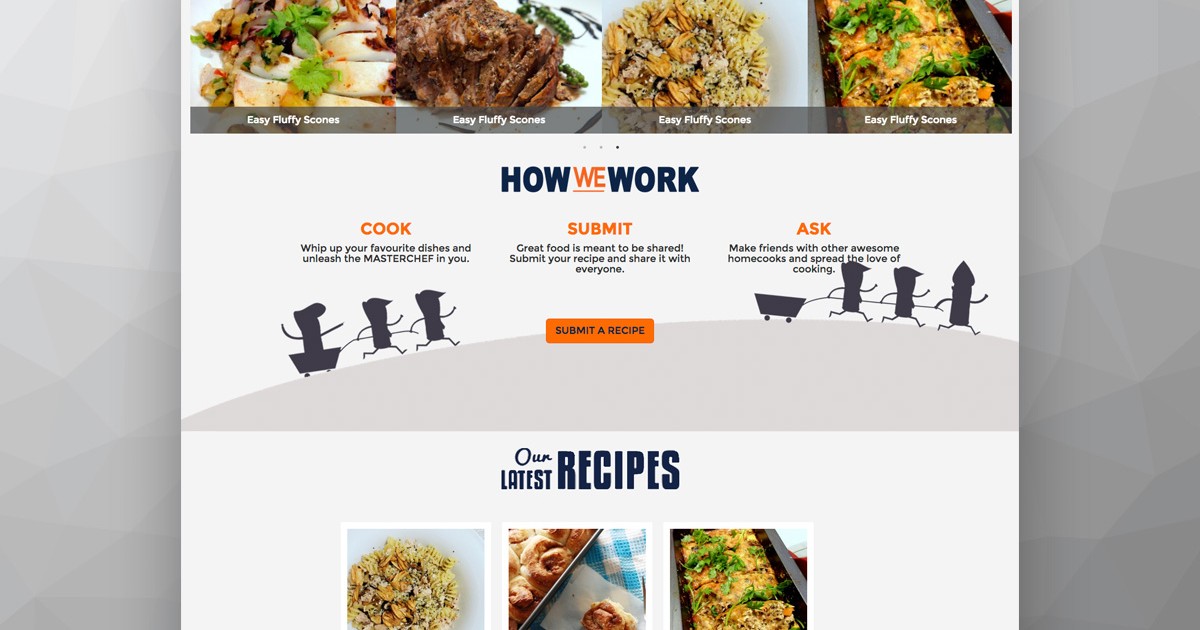 Easy Fluffy Scones
Easy Fluffy Scones
Easy Fluffy Scones
Easy Fluffy Scones
HOW WE WORK
COOK
Whip up your favourite dishes and
unleash the MASTERCHEF in you.
SUBMIT
Great food is meant to be shared!
Submit your recipe and share it with
everyone.
ASK
Make friends with other awesome
homecooks and spread the love of
cooking.
SUBMIT A RECIPE
Our
LATEST RECIPES